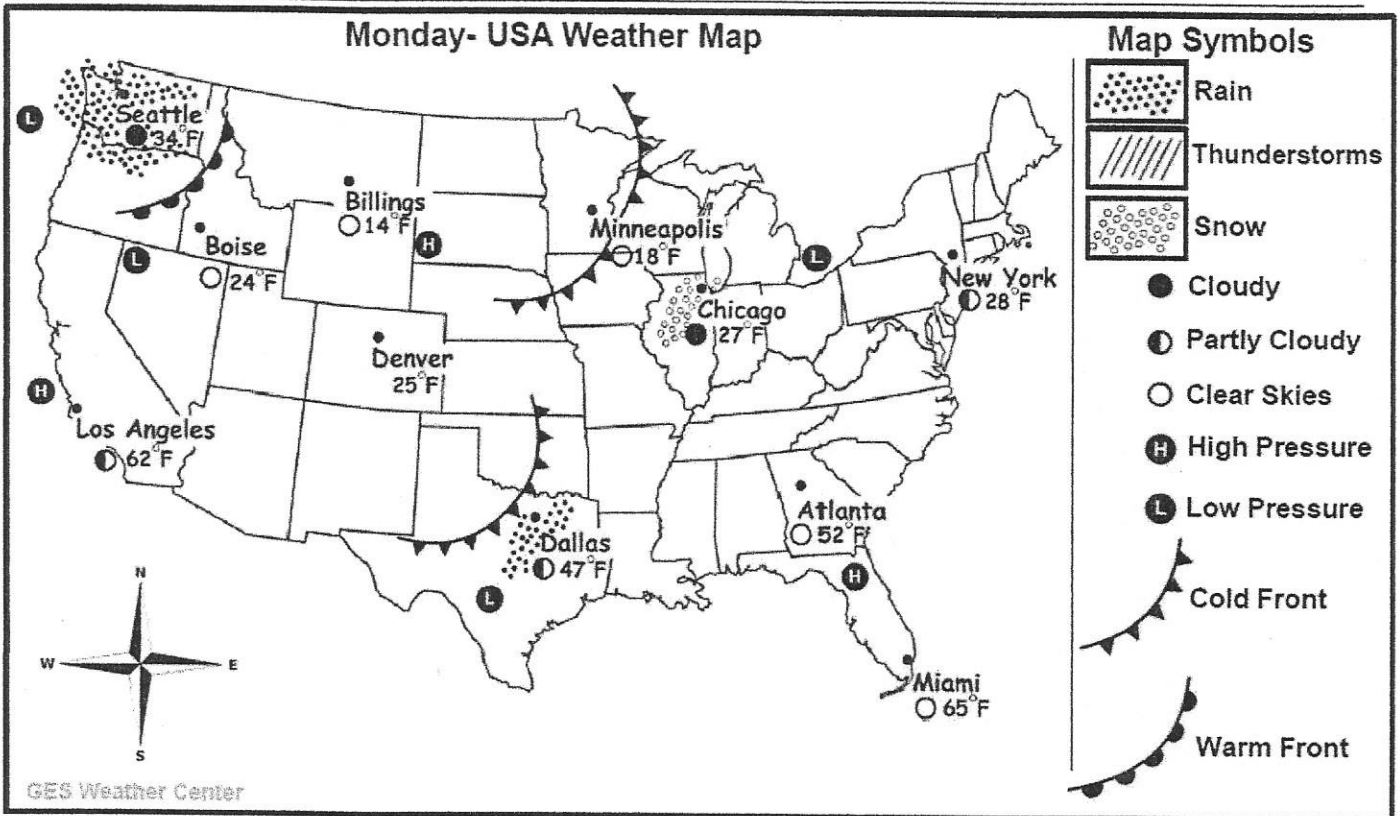 Monday- USA Weather Map
Seattle
34°F
L
Billings
14°F
Boise
24°F
L
H
Minneapolis
18°F
L
New York
28°F
Chicago
27°F
Denver
25°F
H
Los Angeles
62°F
Dallas
47°F
L
Atlanta
52°F
H
Miami
65°F
N
W
E
S
GES Weather Center
Map Symbols
Rain
Thunderstorms
Snow
Cloudy
Partly Cloudy
Clear Skies
H High Pressure
L Low Pressure
Cold Front
Warm Front